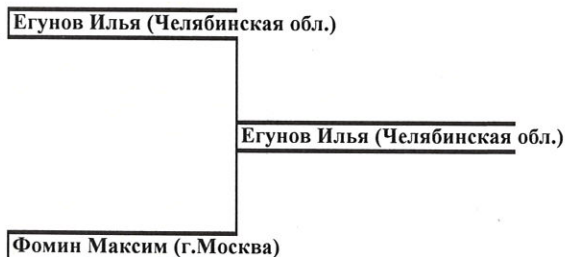 Егунов Илья (Челябинская обл.)
Егунов Илья (Челябинская обл.)
Фомин Максим (г.Москва)